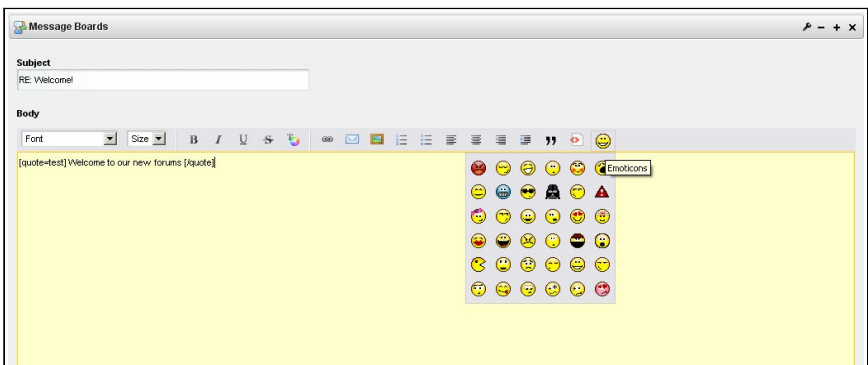 Message Boards
Subject
RE: Welcome!
Body
Font Size B I U S
[quote=test] Welcome to our new forums [/quote]
Emoticons